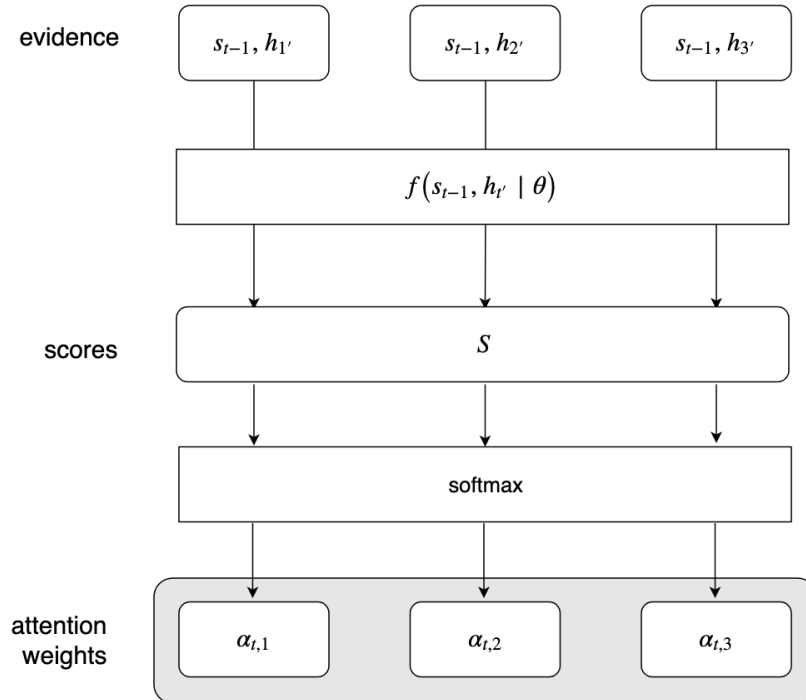 evidence
s_{t−1}, h_{1′}
s_{t−1}, h_{2′}
s_{t−1}, h_{3′}
f(s_{t−1}, h_{t′} | θ)
scores
S
softmax
attention
weights
α_{t,1}
α_{t,2}
α_{t,3}